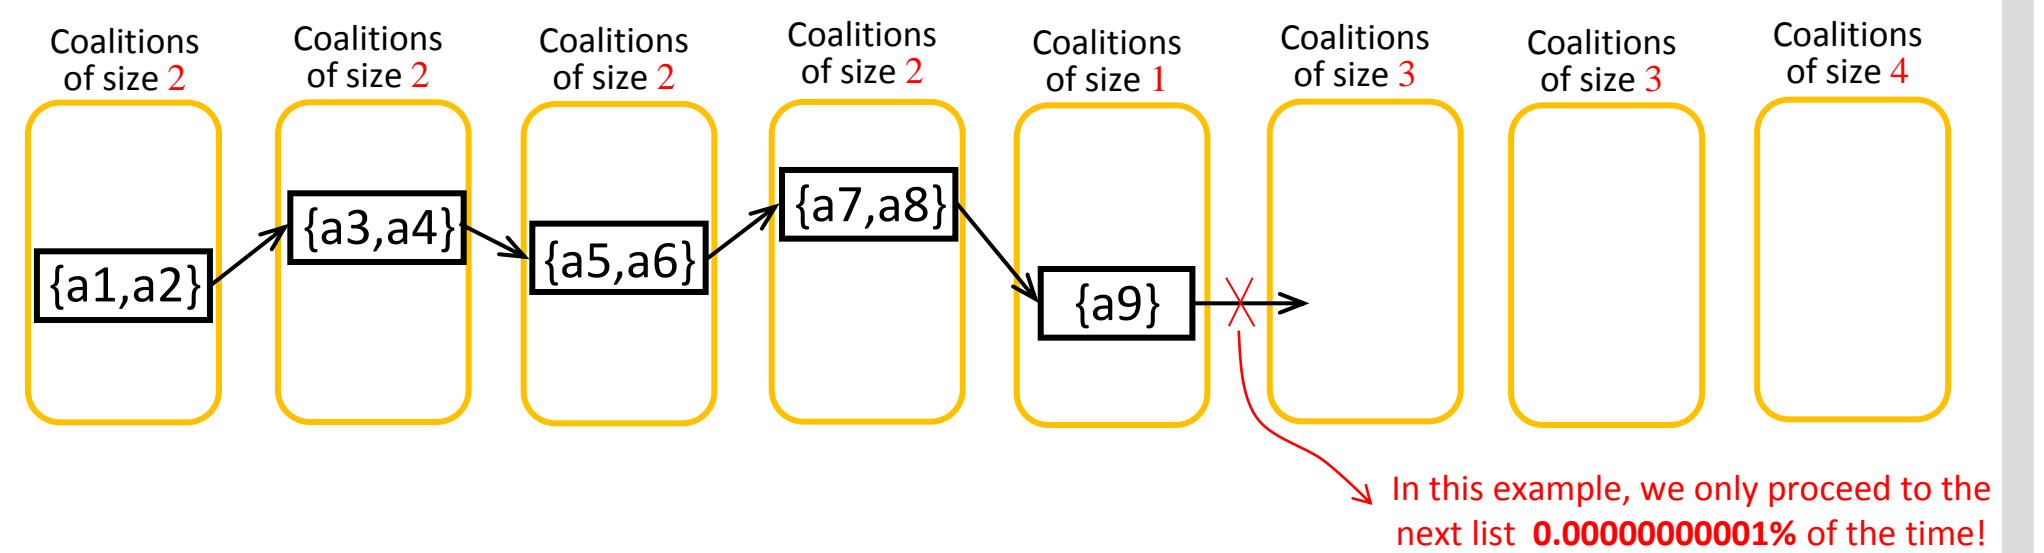 Coalitions
of size 2
Coalitions
of size 2
Coalitions
of size 2
Coalitions
of size 2
Coalitions
of size 1
Coalitions
of size 3
Coalitions
of size 3
Coalitions
of size 4
{a1,a2}
{a3,a4}
{a5,a6}
{a7,a8}
{a9}
In this example, we only proceed to the
next list 0.00000000001% of the time!